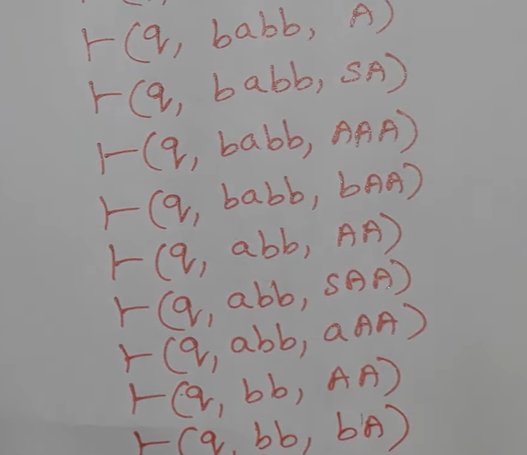 ⊢(q, babb, A)
⊢(q, babb, SA)
⊢(q, babb, AAA)
⊢(q, babb, bAA)
⊢(q, abb, AA)
⊢(q, abb, SAA)
⊢(q, abb, aAA)
⊢(q, bb, AA)
⊢(q, bb, bA)